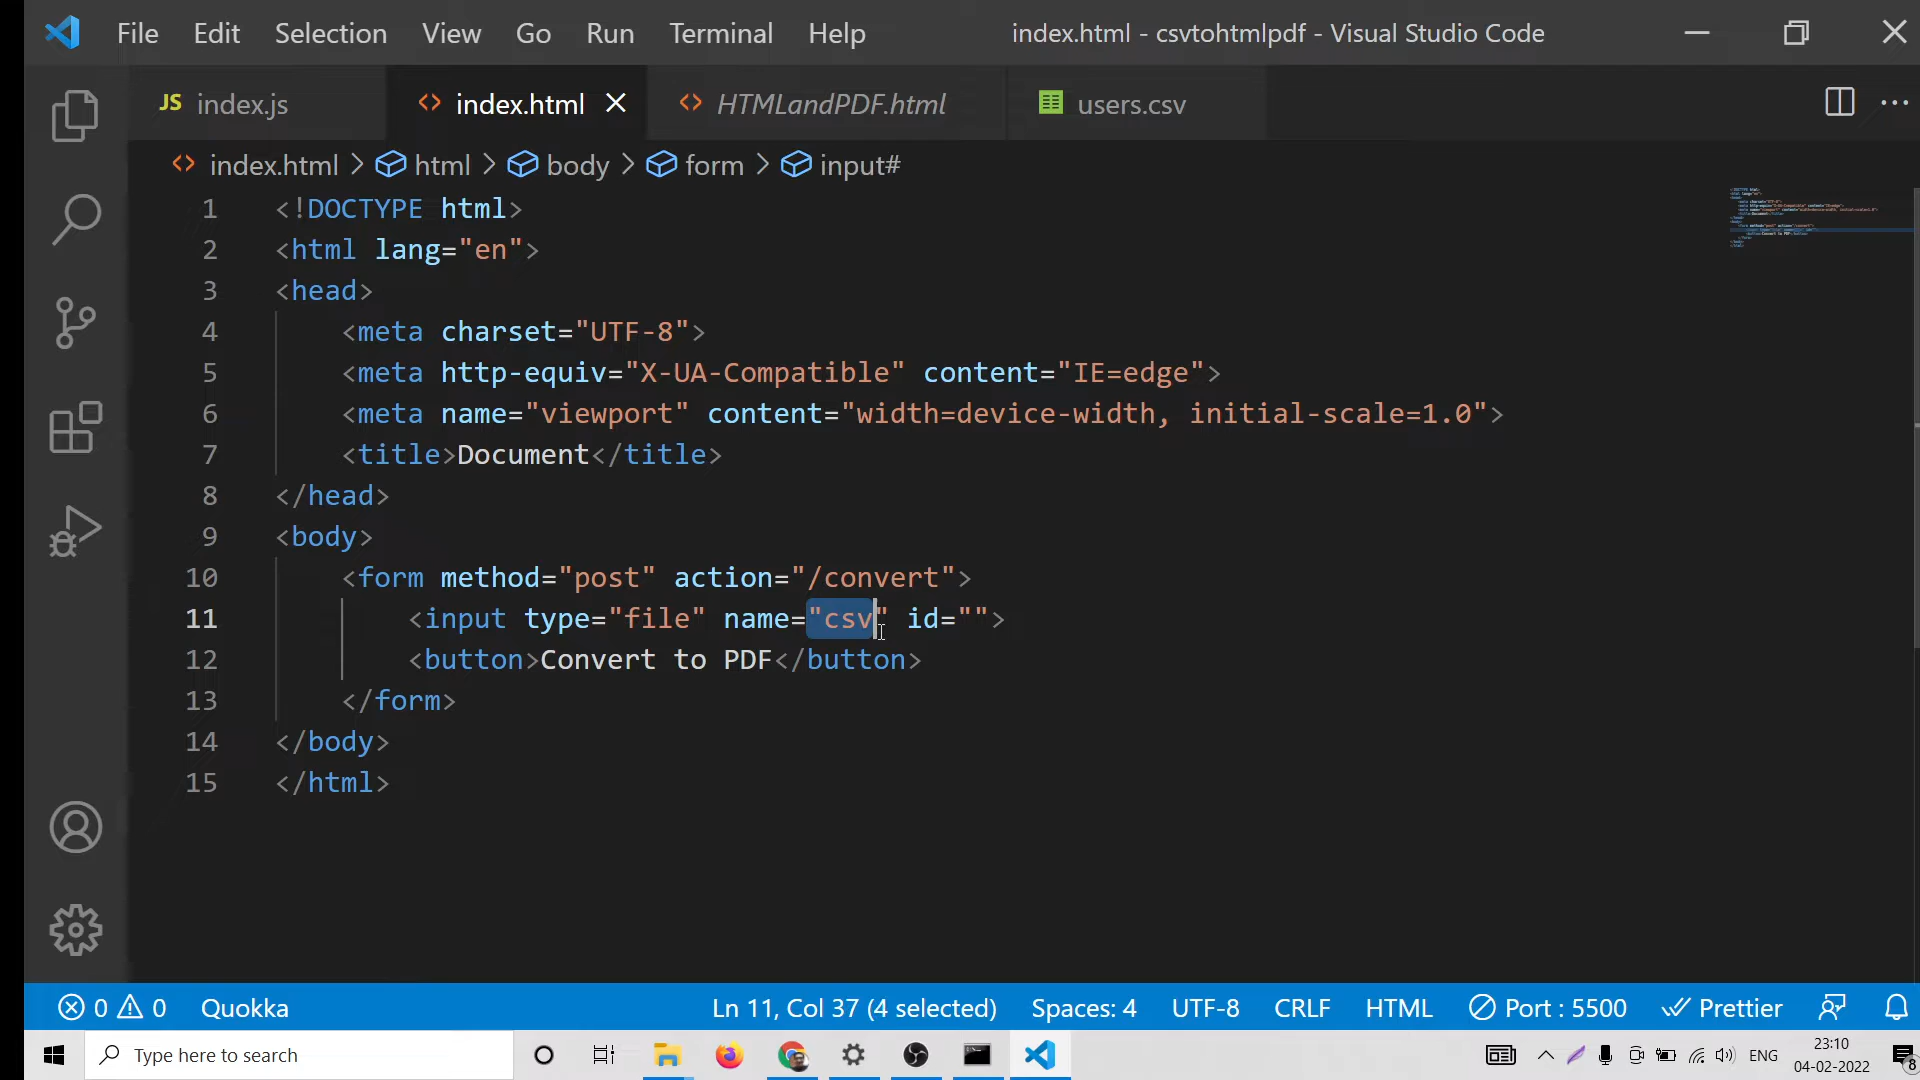 File Edit Selection View Go Run Terminal Help index.html - csvtohtmlpdf - Visual Studio Code
JS index.js index.html HTMLandPDF.html users.csv
index.html > html > body > form > input#
1 <!DOCTYPE html>
2 <html lang="en">
3 <head>
4 <meta charset="UTF-8">
5 <meta http-equiv="X-UA-Compatible" content="IE=edge">
6 <meta name="viewport" content="width=device-width, initial-scale=1.0">
7 <title>Document</title>
8 </head>
9 <body>
10 <form method="post" action="/convert">
11 <input type="file" name="csv" id="">
12 <button>Convert to PDF</button>
13 </form>
14 </body>
15 </html>
0 0 Quokka Ln 11, Col 37 (4 selected) Spaces: 4 UTF-8 CRLF HTML Port : 5500 Prettier
Type here to search ENG 23:10
04-02-2022 8